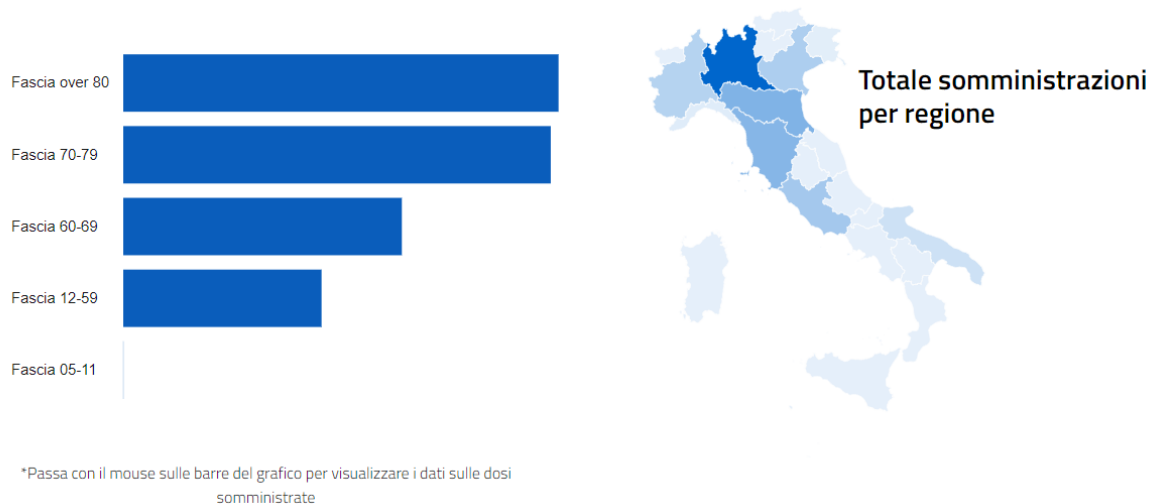 Fascia over 80
Fascia 70-79
Fascia 60-69
Fascia 12-59
Fascia 05-11
*Passa con il mouse sulle barre del grafico per visualizzare i dati sulle dosi
somministrate
Totale somministrazioni
per regione